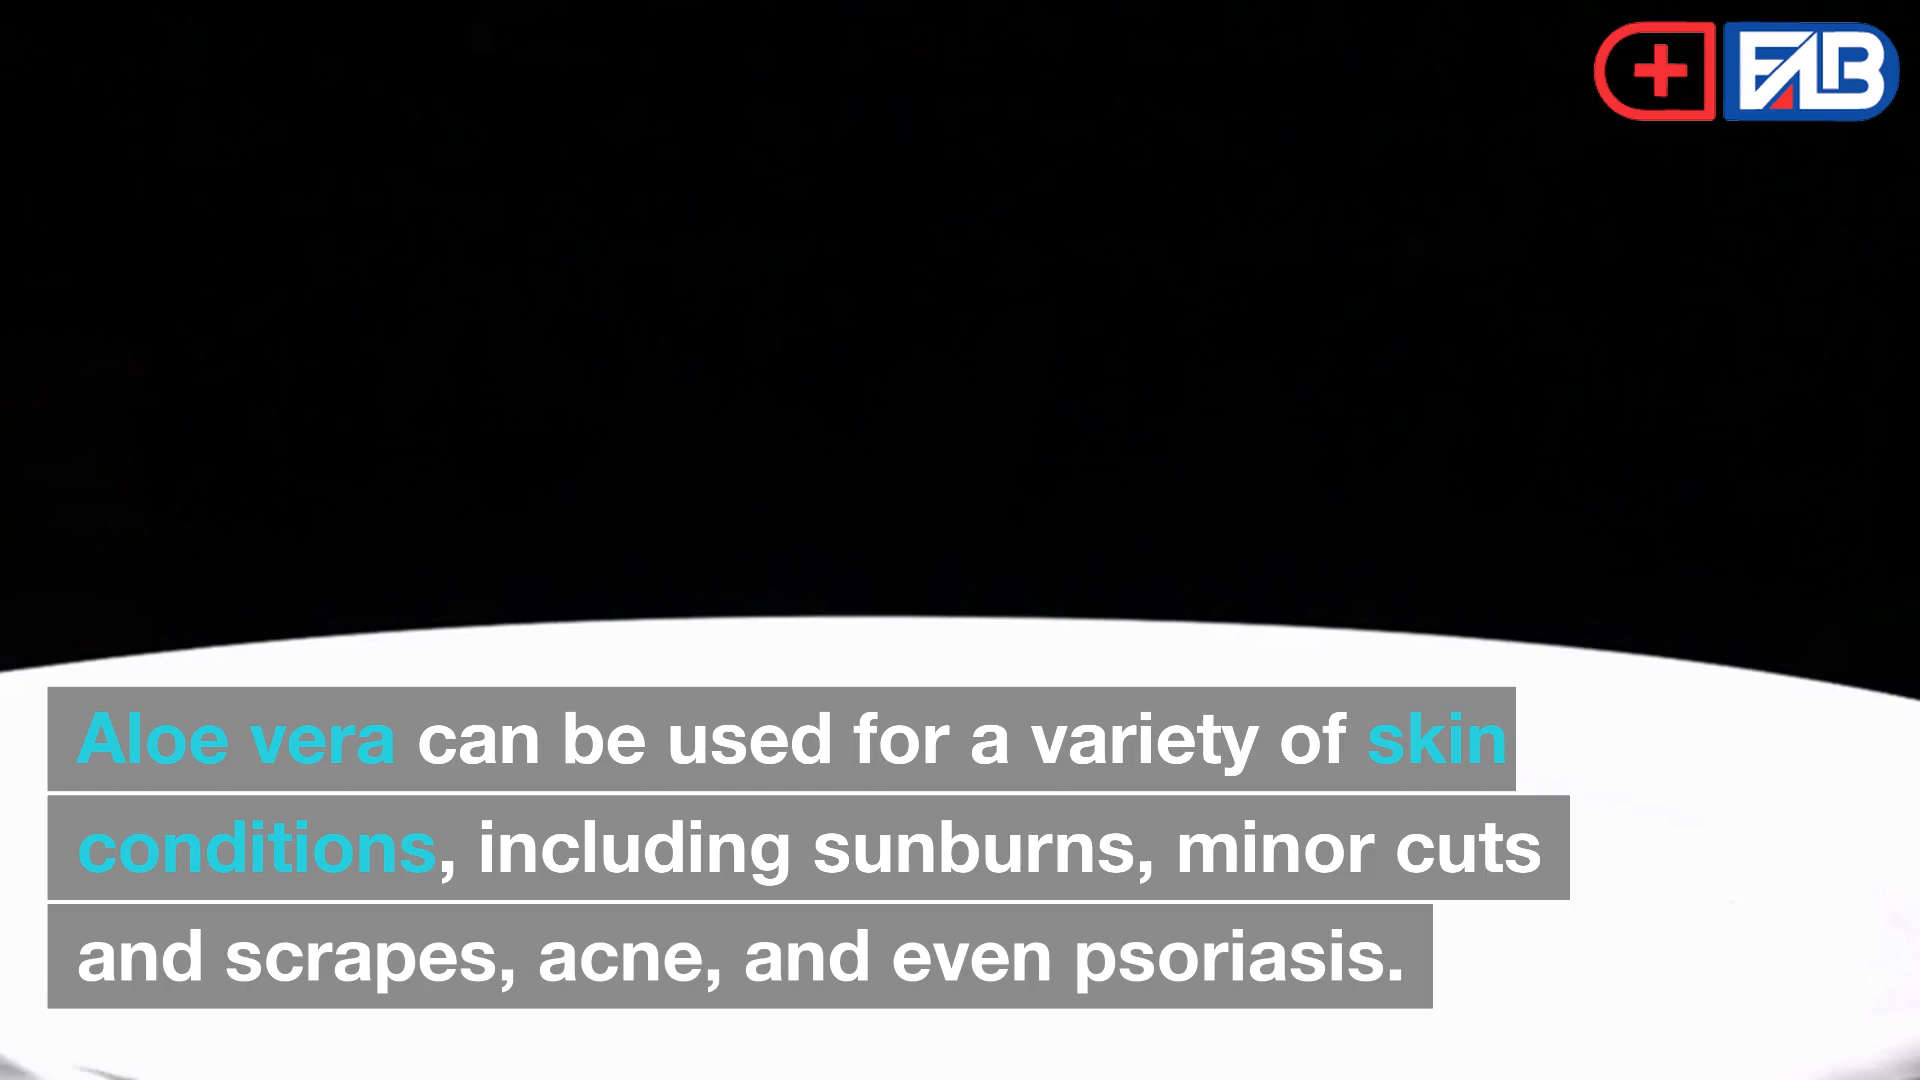 FAB
Aloe vera can be used for a variety of skin
conditions, including sunburns, minor cuts
and scrapes, acne, and even psoriasis.